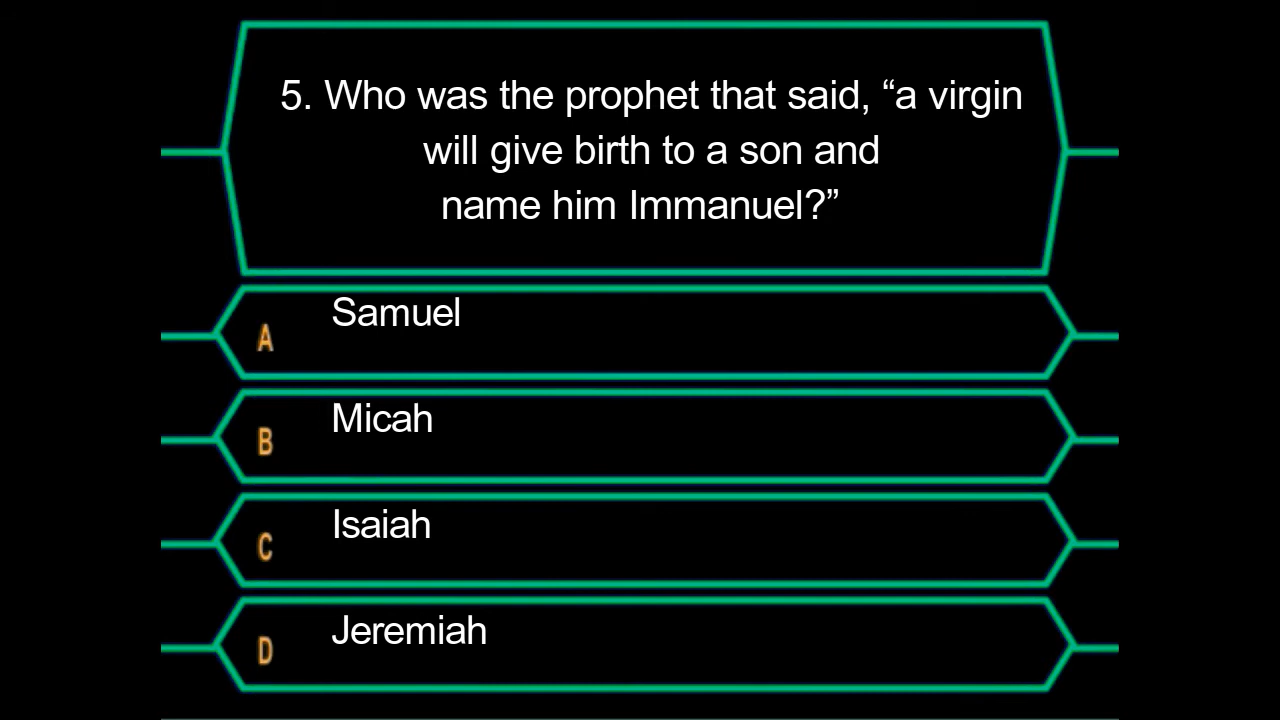 5. Who was the prophet that said, “a virgin
will give birth to a son and
name him Immanuel?”
A Samuel
B Micah
C Isaiah
D Jeremiah